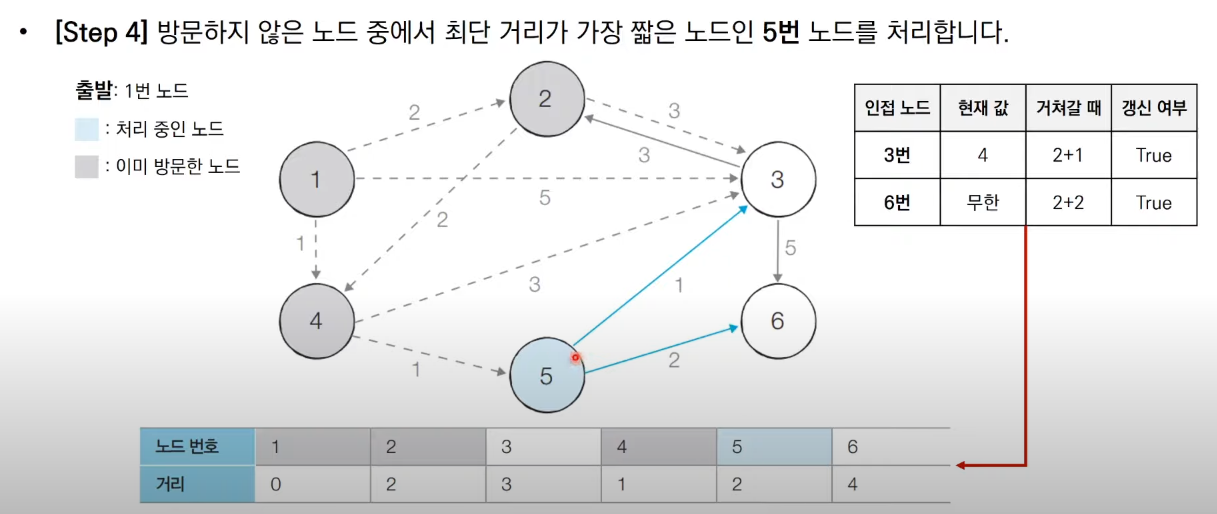 • [Step 4] 방문하지 않은 노드 중에서 최단 거리가 가장 짧은 노드인 5번 노드를 처리합니다.
출발: 1번 노드
: 처리 중인 노드
: 이미 방문한 노드
인접 노드 현재 값 거쳐갈 때 갱신 여부
3번 4 2+1 True
6번 무한 2+2 True
2
2
3
3
1
5
3
1
2
5
4
3
1
6
1
5
2
노드 번호 1 2 3 4 5 6
거리 0 2 3 1 2 4